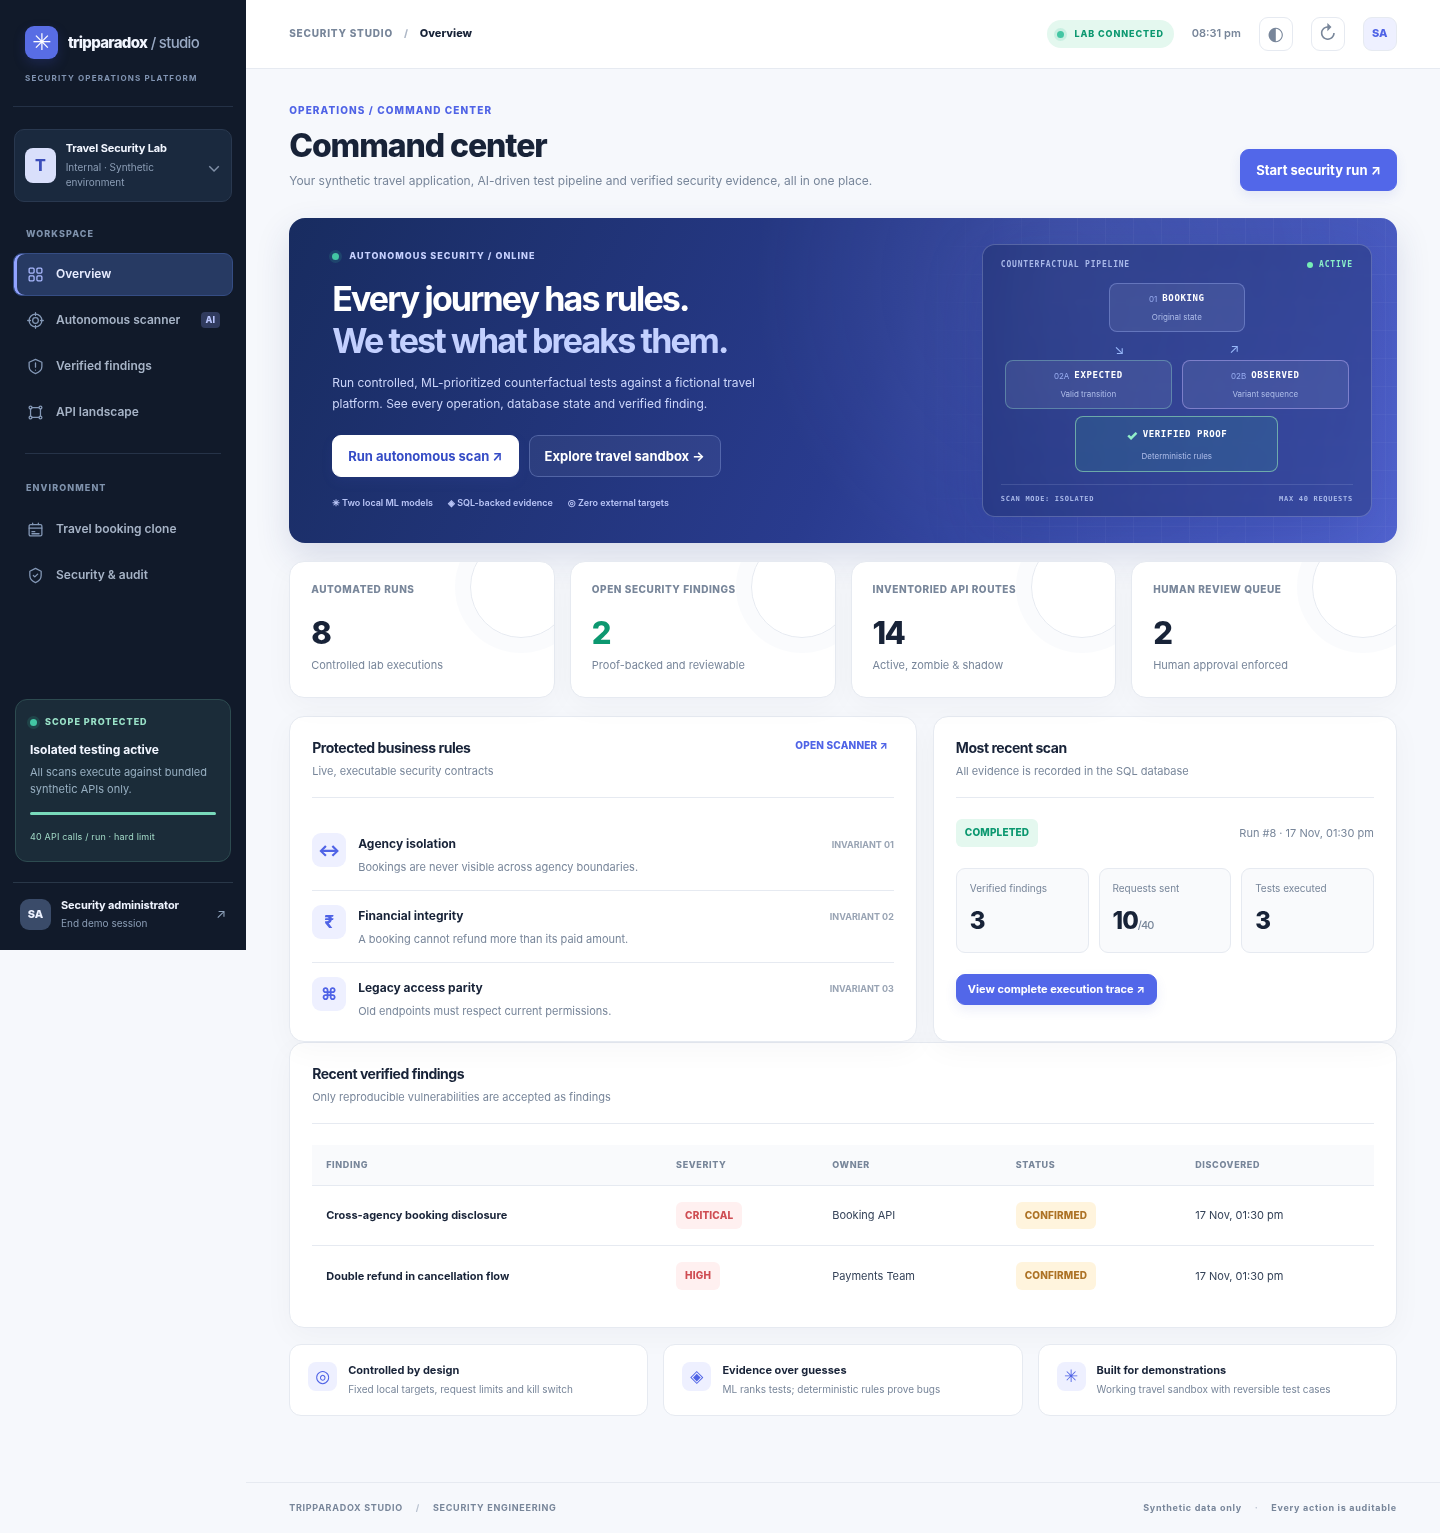 tripparadox / studio
SECURITY OPERATIONS PLATFORM
T
Travel Security Lab
Internal · Synthetic
environment
WORKSPACE
Overview
Autonomous scanner AI
Verified findings
API landscape
ENVIRONMENT
Travel booking clone
Security & audit
SCOPE PROTECTED
Isolated testing active
All scans execute against bundled
synthetic APIs only.
40 API calls / run · hard limit
SA
Security administrator
End demo session ↗
SECURITY STUDIO / Overview
LAB CONNECTED
08:31 pm
SA
OPERATIONS / COMMAND CENTER
Command center
Your synthetic travel application, AI-driven test pipeline and verified security evidence, all in one place.
Start security run ↗
AUTONOMOUS SECURITY / ONLINE
Every journey has rules.
We test what breaks them.
Run controlled, ML-prioritized counterfactual tests against a fictional travel
platform. See every operation, database state and verified finding.
Run autonomous scan ↗
Explore travel sandbox →
✳ Two local ML models ◈ SQL-backed evidence ◎ Zero external targets
COUNTERFACTUAL PIPELINE
ACTIVE
01 BOOKING
Original state
↘ ↗
02A EXPECTED
Valid transition
02B OBSERVED
Variant sequence
✓ VERIFIED PROOF
Deterministic rules
SCAN MODE: ISOLATED
MAX 40 REQUESTS
AUTOMATED RUNS
8
Controlled lab executions
OPEN SECURITY FINDINGS
2
Proof-backed and reviewable
INVENTORIED API ROUTES
14
Active, zombie & shadow
HUMAN REVIEW QUEUE
2
Human approval enforced
Protected business rules
Live, executable security contracts
OPEN SCANNER ↗
↔
Agency isolation
Bookings are never visible across agency boundaries.
INVARIANT 01
₹
Financial integrity
A booking cannot refund more than its paid amount.
INVARIANT 02
⌘
Legacy access parity
Old endpoints must respect current permissions.
INVARIANT 03
Most recent scan
All evidence is recorded in the SQL database
COMPLETED
Run #8 · 17 Nov, 01:30 pm
Verified findings
3
Requests sent
10/40
Tests executed
3
View complete execution trace ↗
Recent verified findings
Only reproducible vulnerabilities are accepted as findings
FINDING SEVERITY OWNER STATUS DISCOVERED
Cross-agency booking disclosure CRITICAL Booking API CONFIRMED 17 Nov, 01:30 pm
Double refund in cancellation flow HIGH Payments Team CONFIRMED 17 Nov, 01:30 pm
◎
Controlled by design
Fixed local targets, request limits and kill switch
◈
Evidence over guesses
ML ranks tests; deterministic rules prove bugs
✳
Built for demonstrations
Working travel sandbox with reversible test cases
TRIPPARADOX STUDIO / SECURITY ENGINEERING
Synthetic data only · Every action is auditable